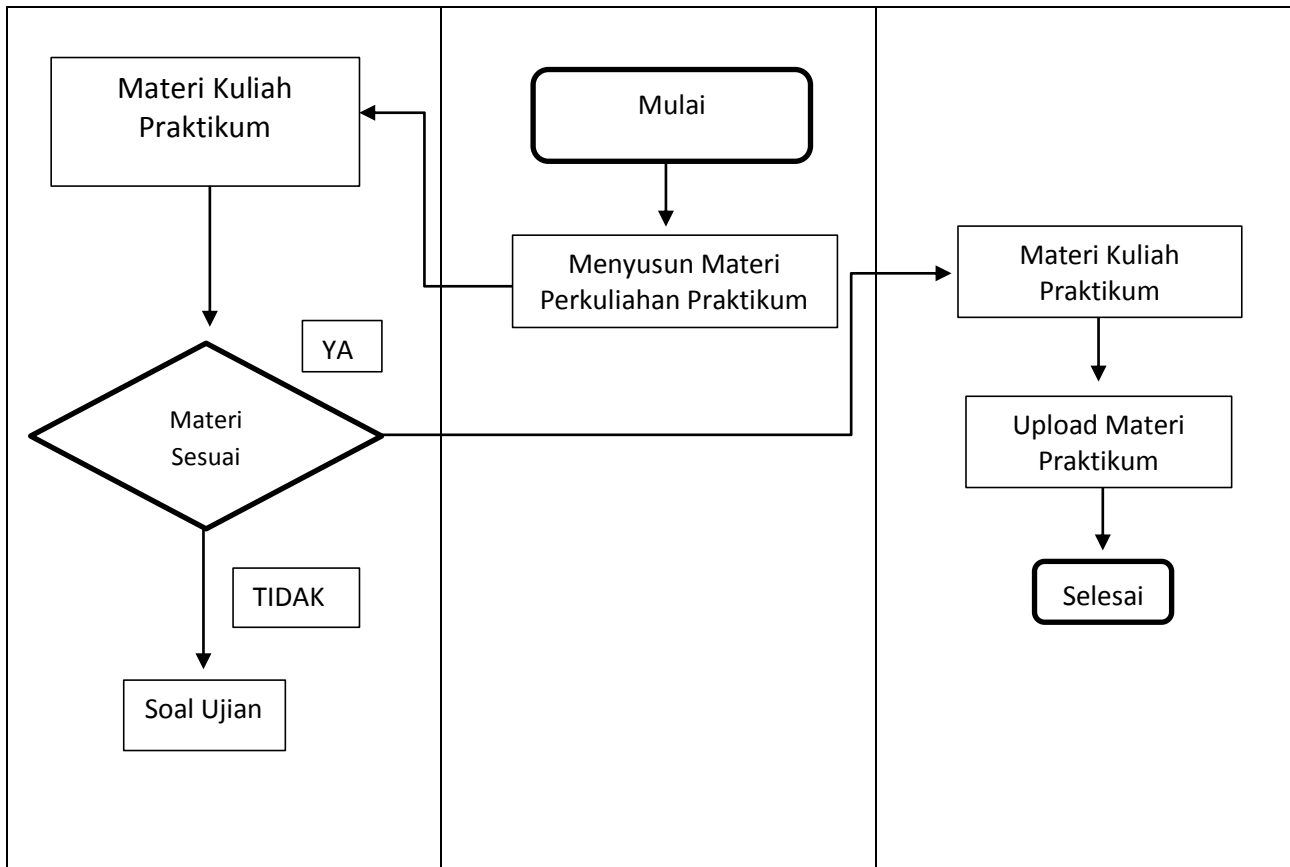 Materi Kuliah
Praktikum
YA
Materi
Sesuai
TIDAK
Soal Ujian
Mulai
Menyusun Materi
Perkuliahan Praktikum
Materi Kuliah
Praktikum
Upload Materi
Praktikum
Selesai